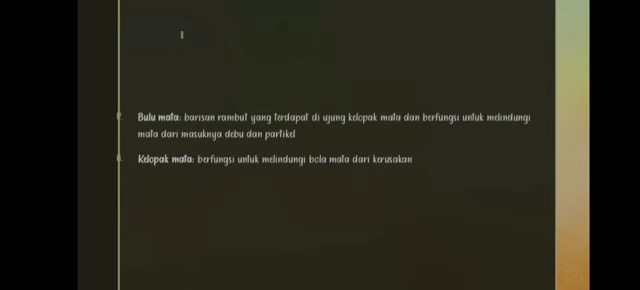 Bulu mata: barisan rambut yang terdapat di ujung kelopak mata dan berfungsi untuk melindungi
mata dari masuknya debu dan partikel
Kelopak mata: berfungsi untuk melindungi bola mata dari kerusakan